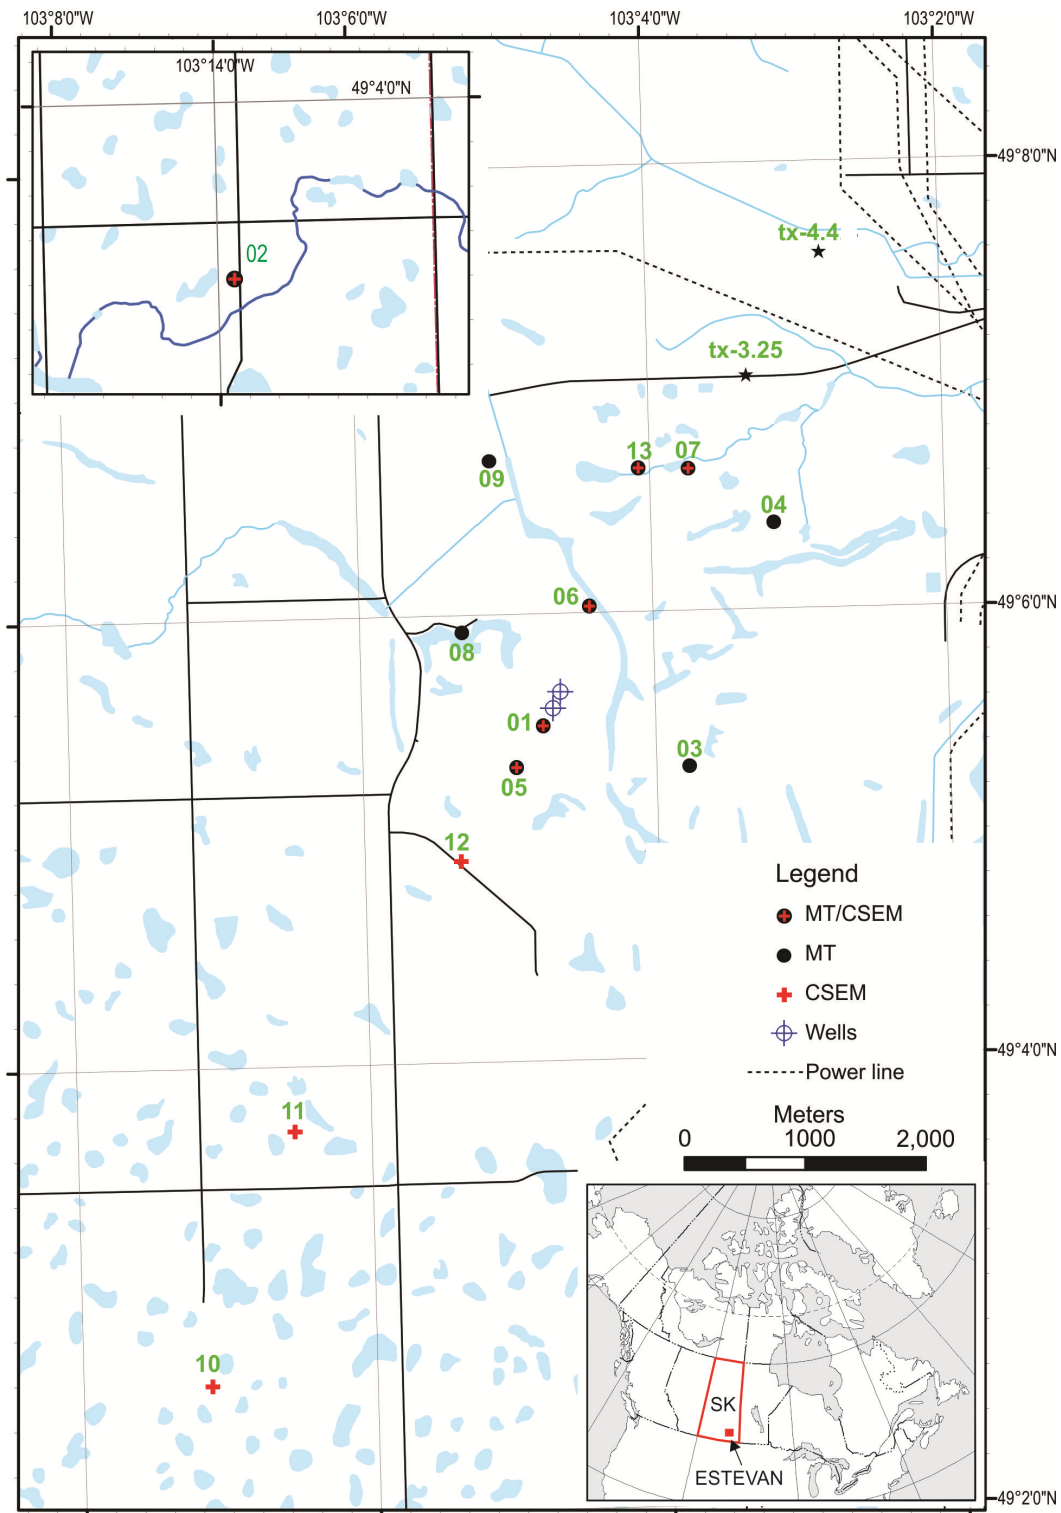 103°8'0"W 103°6'0"W 103°4'0"W 103°2'0"W
103°14'0"W
49°4'0"N
02
49°8'0"N
tx-4.4
tx-3.25
13 07
09
04
06
49°6'0"N
08
01
03
05
12
Legend
MT/CSEM
MT
CSEM
Wells
Power line
49°4'0"N
Meters
0 1000 2,000
11
10
SK
ESTEVAN
49°2'0"N